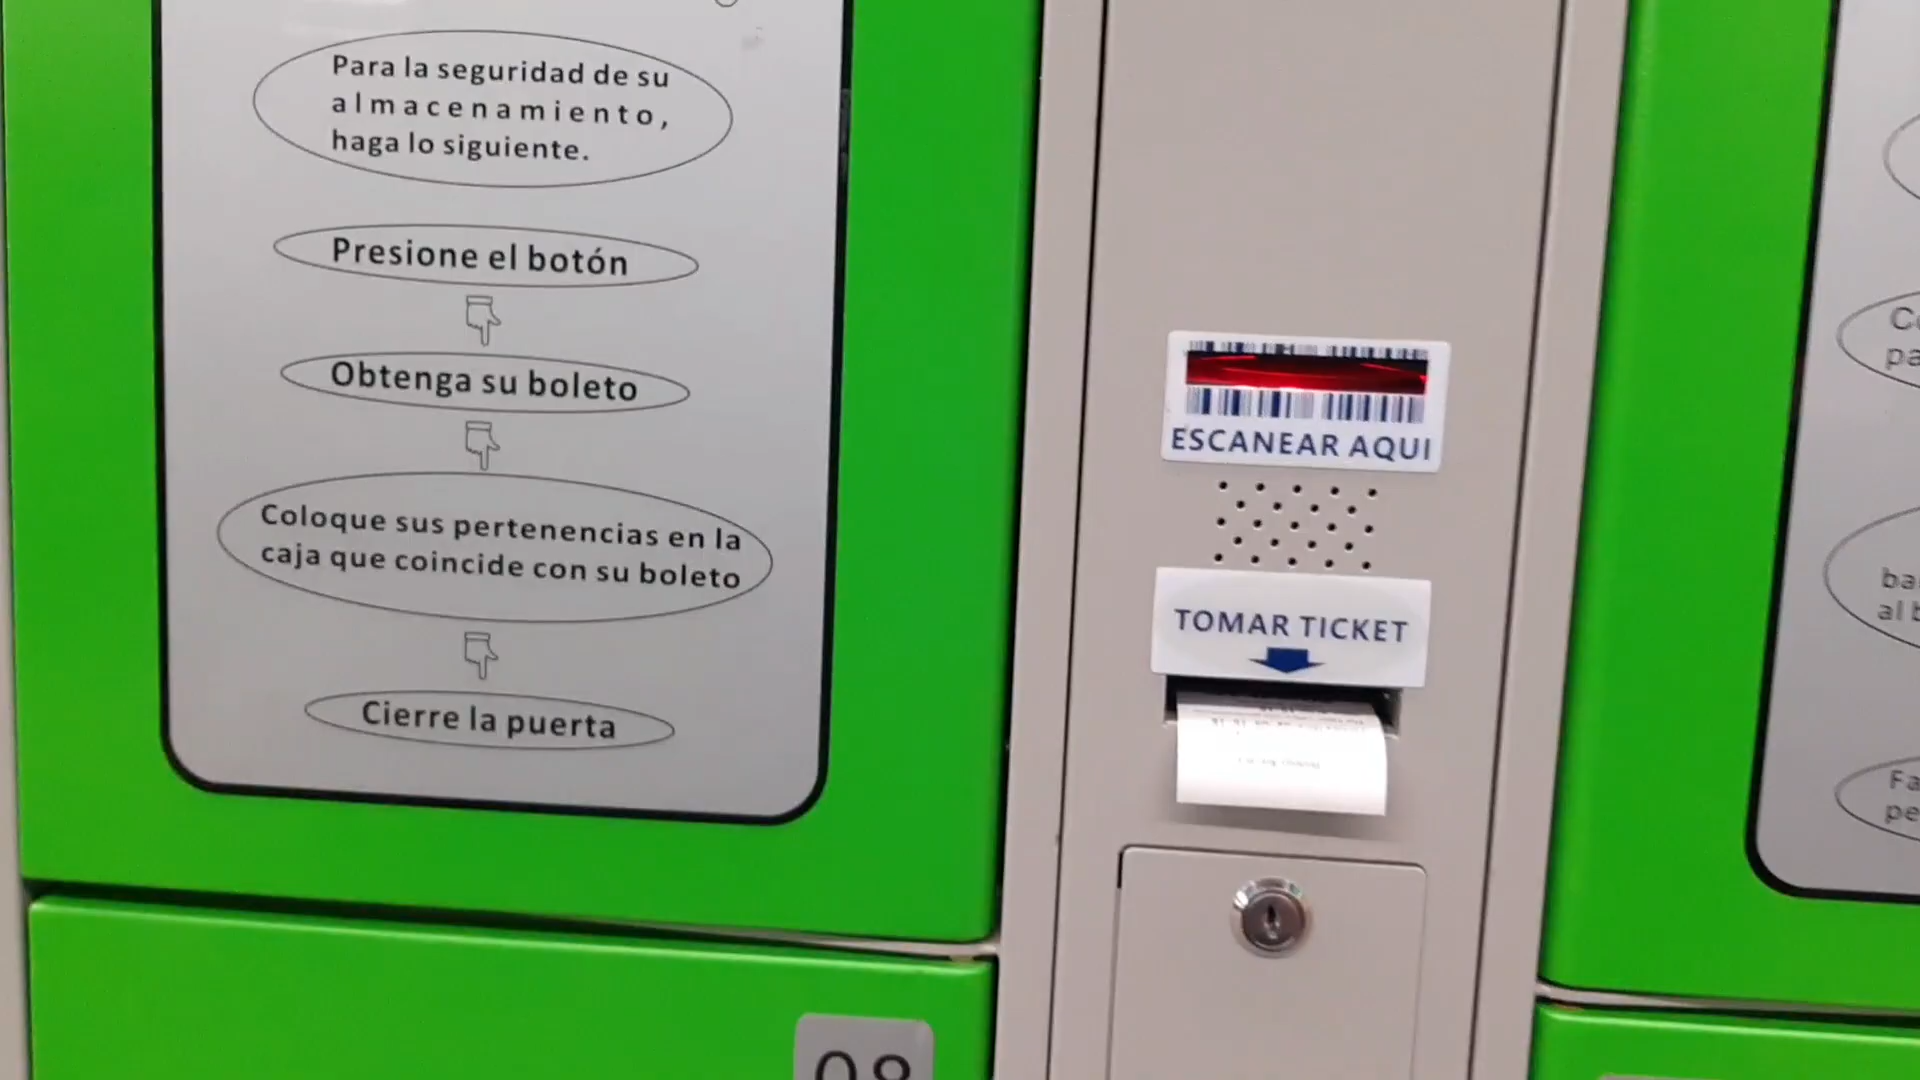 Para la seguridad de su
almacenamiento,
haga lo siguiente.
Presione el botón
Obtenga su boleto
Coloque sus pertenencias en la
caja que coincide con su boleto
Cierre la puerta
ESCANEAR AQUI
TOMAR TICKET
08